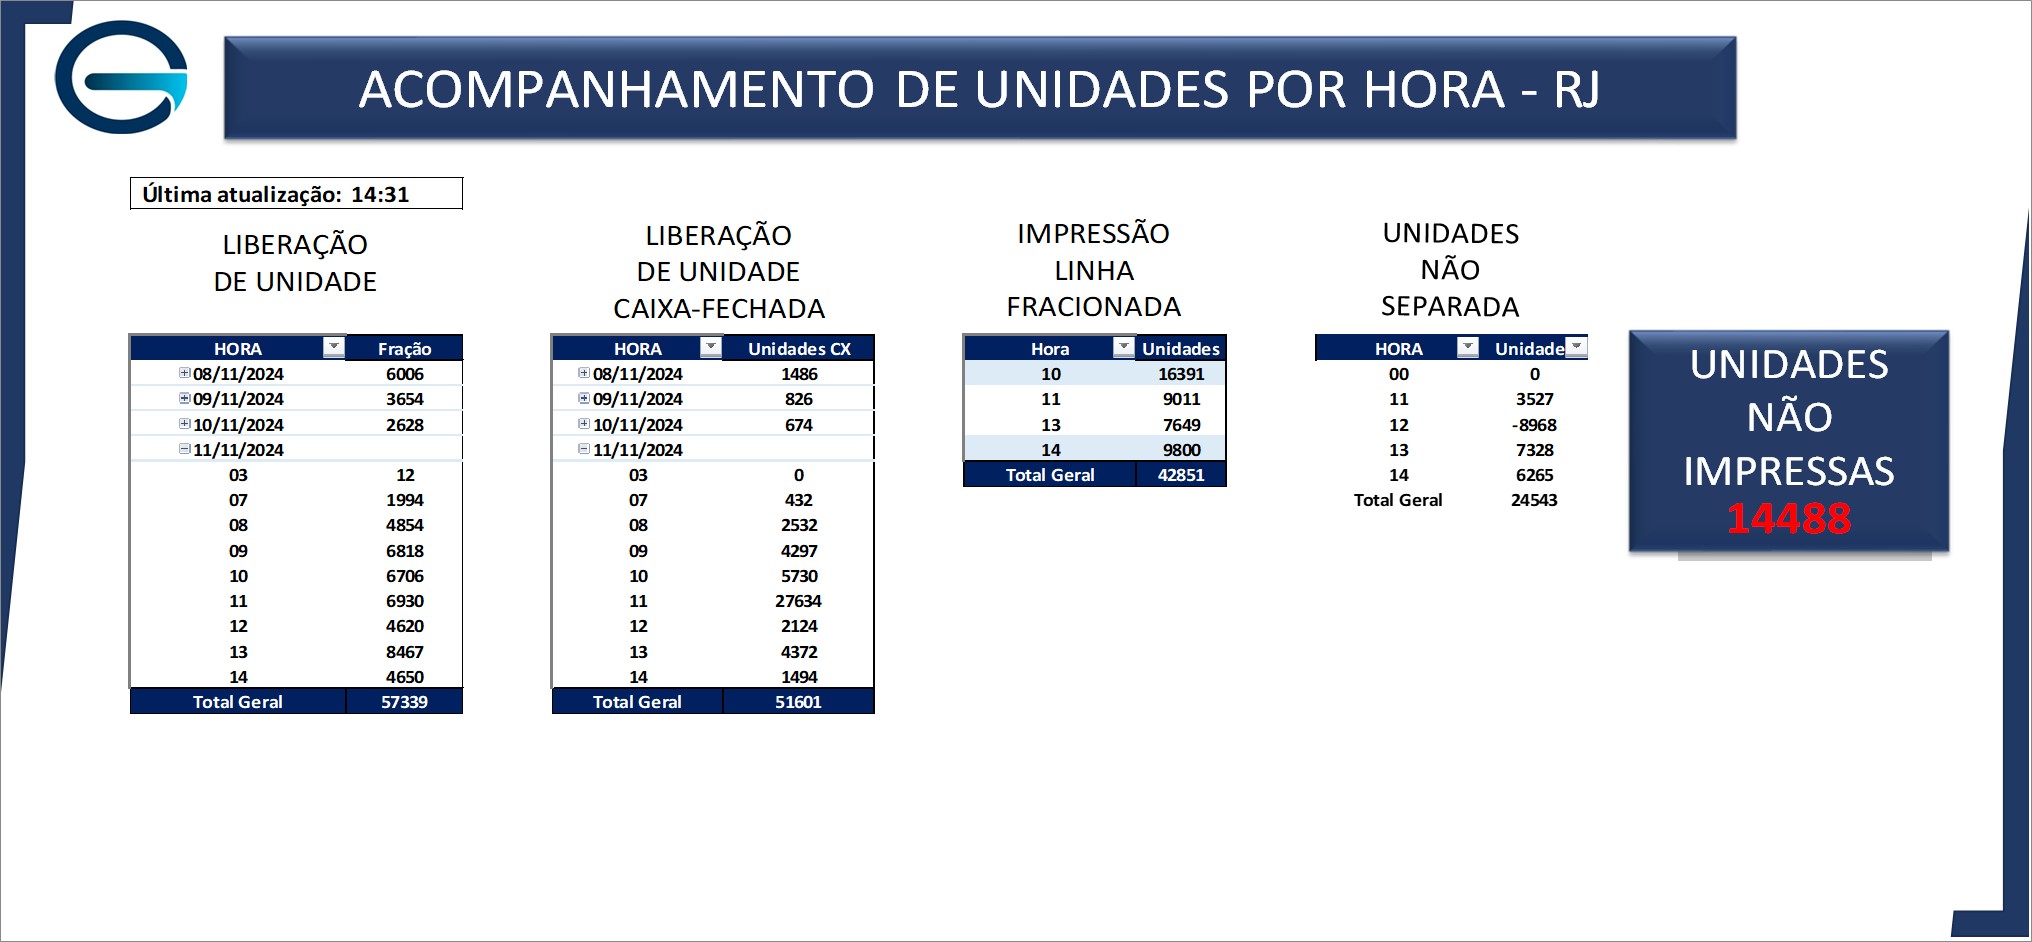 ACOMPANHAMENTO DE UNIDADES POR HORA - RJ
Última atualização: 14:31
LIBERAÇÃO
DE UNIDADE
HORA Fração
08/11/2024 6006
09/11/2024 3654
10/11/2024 2628
11/11/2024
03 12
07 1994
08 4854
09 6818
10 6706
11 6930
12 4620
13 8467
14 4650
Total Geral 57339
LIBERAÇÃO
DE UNIDADE
CAIXA-FECHADA
HORA Unidades CX
08/11/2024 1486
09/11/2024 826
10/11/2024 674
11/11/2024
03 0
07 432
08 2532
09 4297
10 5730
11 27634
12 2124
13 4372
14 1494
Total Geral 51601
IMPRESSÃO
LINHA
FRACIONADA
Hora Unidades
10 16391
11 9011
13 7649
14 9800
Total Geral 42851
UNIDADES
NÃO
SEPARADA
HORA Unidade
00 0
11 3527
12 -8968
13 7328
14 6265
Total Geral 24543
UNIDADES
NÃO
IMPRESSAS
14488